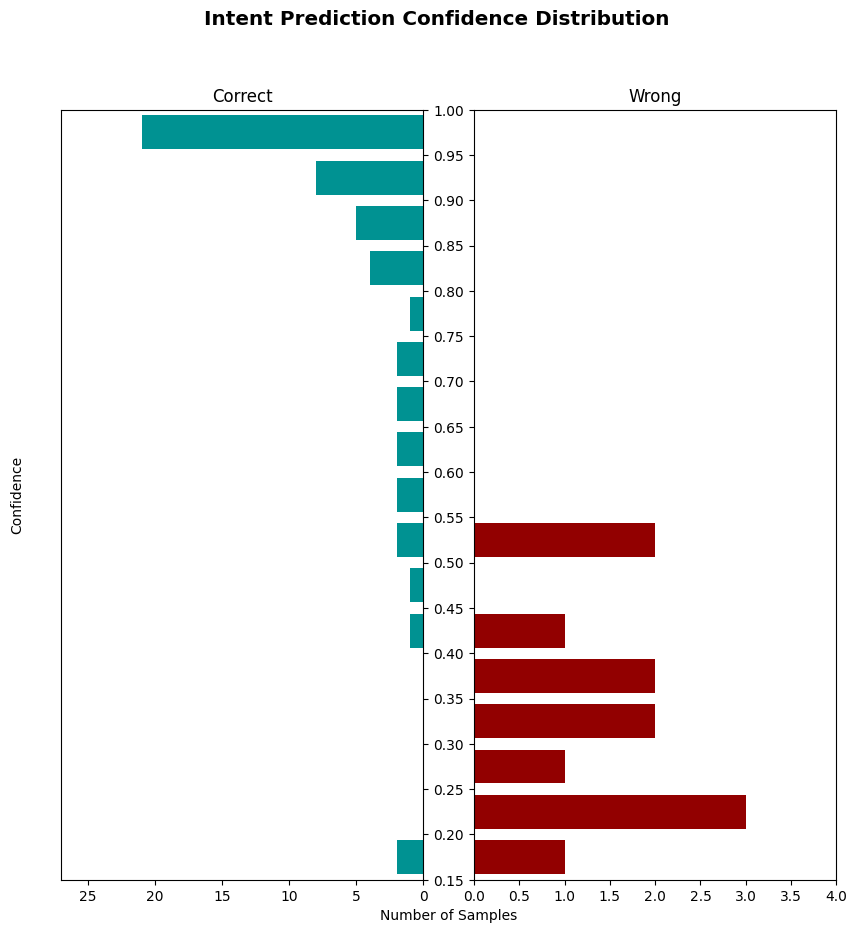 Intent Prediction Confidence Distribution
Correct
Wrong
1.00
0.95
0.90
0.85
0.80
0.75
0.70
0.65
0.60
0.55
0.50
0.45
0.40
0.35
0.30
0.25
0.20
0.15
Confidence
25 20 15 10 5 0
0.0 0.5 1.0 1.5 2.0 2.5 3.0 3.5 4.0
Number of Samples